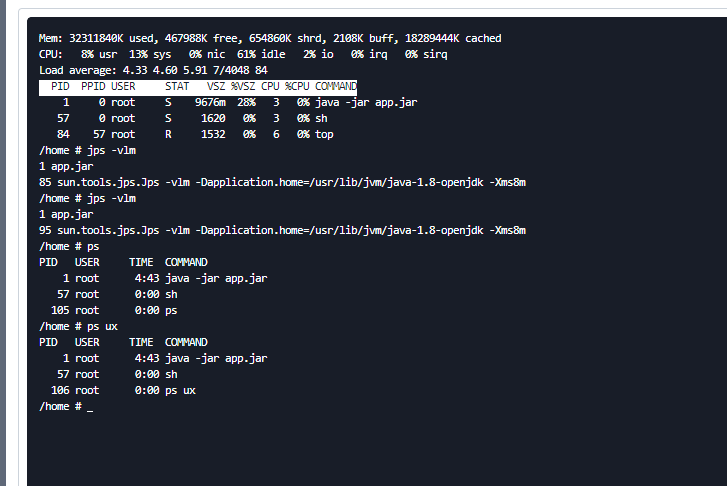 Mem: 32311840K used, 467988K free, 654860K shrd, 2108K buff, 18289444K cached
CPU:   8% usr  13% sys   0% nic  61% idle   2% io   0% irq   0% sirq
Load average: 4.33 4.60 5.91 7/4048 84
  PID  PPID USER     STAT   VSZ %VSZ CPU %CPU COMMAND
    1     0 root     S    9676m  28%   3   0% java -jar app.jar
   57     0 root     S     1620   0%   3   0% sh
   84    57 root     R     1532   0%   6   0% top
/home # jps -vlm
1 app.jar
85 sun.tools.jps.Jps -vlm -Dapplication.home=/usr/lib/jvm/java-1.8-openjdk -Xms8m
/home # jps -vlm
1 app.jar
95 sun.tools.jps.Jps -vlm -Dapplication.home=/usr/lib/jvm/java-1.8-openjdk -Xms8m
/home # ps
PID   USER     TIME  COMMAND
    1 root      4:43 java -jar app.jar
   57 root      0:00 sh
  105 root      0:00 ps
/home # ps ux
PID   USER     TIME  COMMAND
    1 root      4:43 java -jar app.jar
   57 root      0:00 sh
  106 root      0:00 ps ux
/home # _